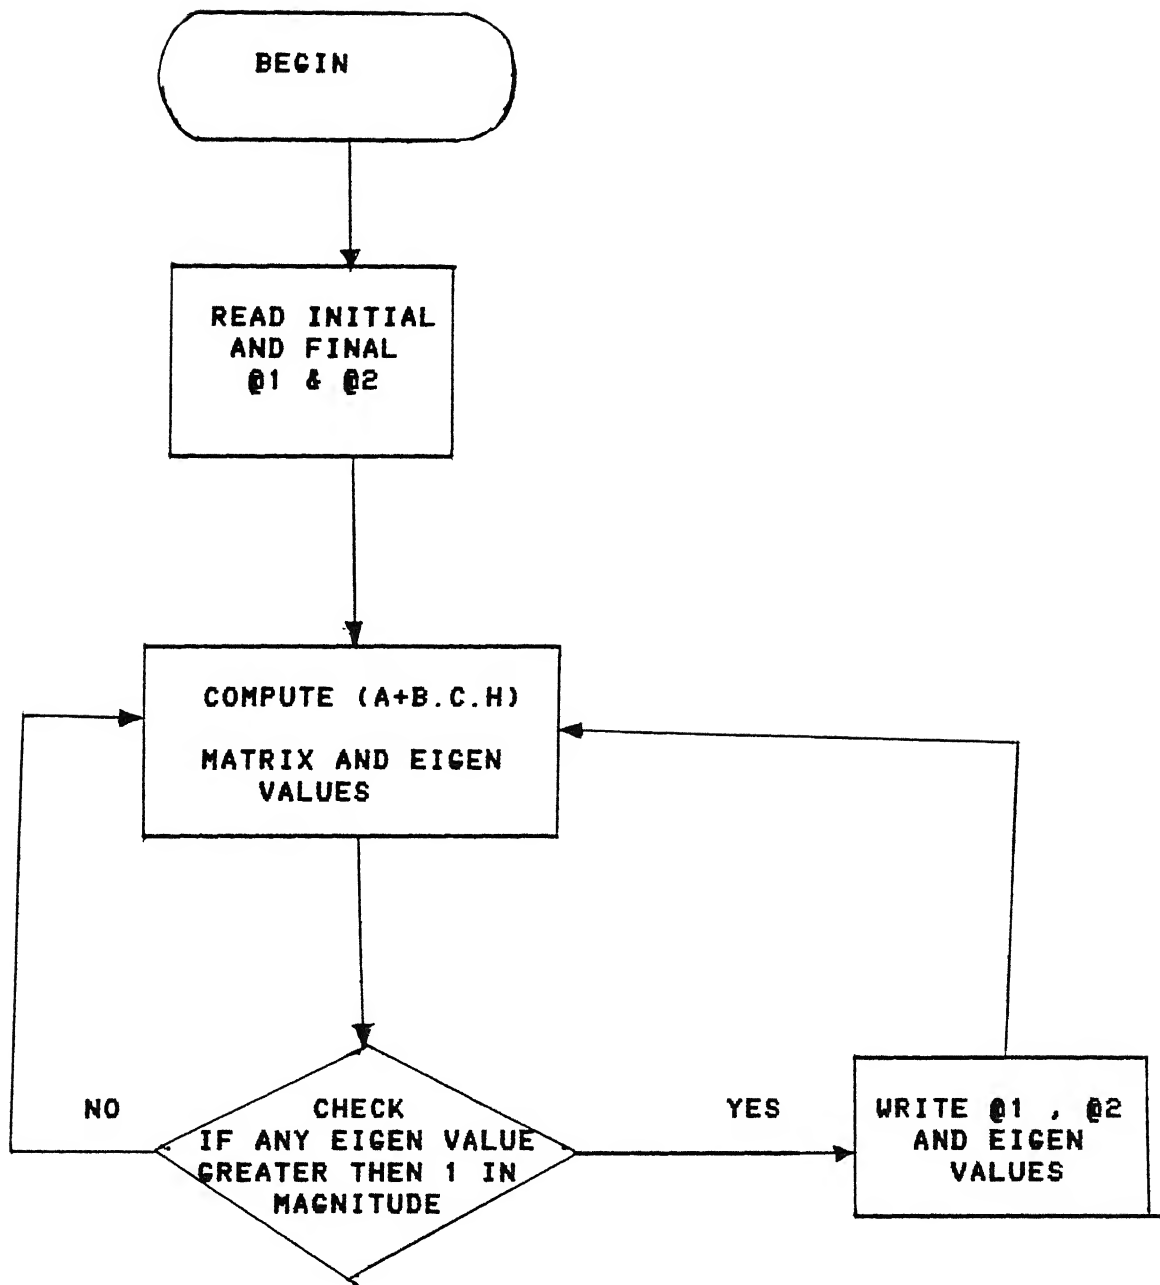 BEGIN
READ INITIAL
AND FINAL
@1 & @2
COMPUTE (A+B.C.H)
MATRIX AND EIGEN
VALUES
NO
CHECK
IF ANY EIGEN VALUE
GREATER THEN 1 IN
MAGNITUDE
YES
WRITE @1 , @2
AND EIGEN
VALUES